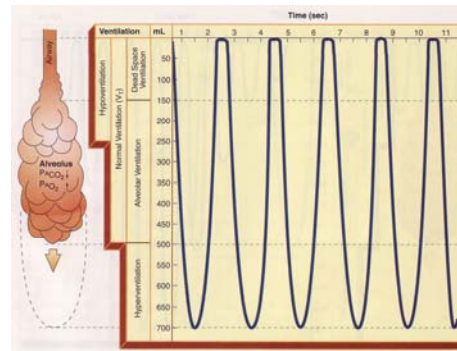 Time (sec)
Ventilation
mL
1 2 3 4 5 6 7 8 9 10 11
Airway
Hypoventilation
Normal Ventilation (VT)
Dead Space
Ventilation
Alveolar Ventilation
Hyperventilation
50
100
150
200
250
300
350
400
450
500
550
600
650
700
Alveolus
PACO2↓
PAO2↑